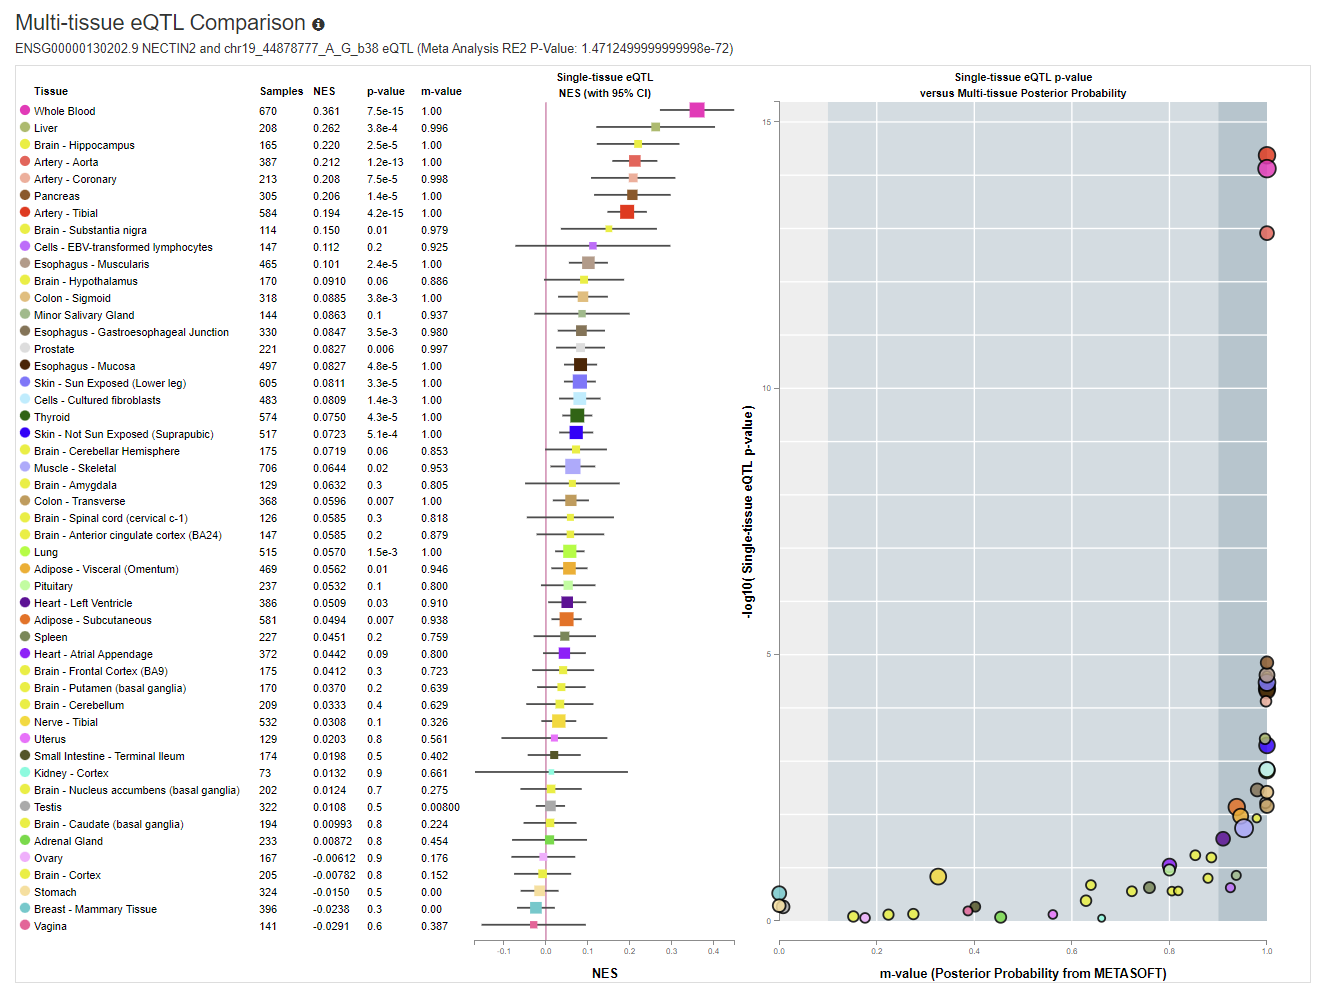 Multi-tissue eQTL Comparison
ENSG00000130202.9 NECTIN2 and chr19_44878777_A_G_b38 eQTL (Meta Analysis RE2 P-Value: 1.4712499999999998e-72)
Tissue Samples NES p-value m-value
Whole Blood 670 0.361 7.5e-15 1.00
Liver 208 0.262 3.8e-4 0.996
Brain - Hippocampus 165 0.220 2.5e-5 1.00
Artery - Aorta 387 0.212 1.2e-13 1.00
Artery - Coronary 213 0.208 7.5e-5 0.998
Pancreas 305 0.206 1.4e-5 1.00
Artery - Tibial 584 0.194 4.2e-15 1.00
Brain - Substantia nigra 114 0.150 0.01 0.979
Cells - EBV-transformed lymphocytes 147 0.112 0.2 0.925
Esophagus - Muscularis 465 0.101 2.4e-5 1.00
Brain - Hypothalamus 170 0.0910 0.06 0.886
Colon - Sigmoid 318 0.0885 3.8e-3 1.00
Minor Salivary Gland 144 0.0863 0.1 0.937
Esophagus - Gastroesophageal Junction 330 0.0847 3.5e-3 0.980
Prostate 221 0.0827 0.006 0.997
Esophagus - Mucosa 497 0.0827 4.8e-5 1.00
Skin - Sun Exposed (Lower leg) 605 0.0811 3.3e-5 1.00
Cells - Cultured fibroblasts 483 0.0809 1.4e-3 1.00
Thyroid 574 0.0750 4.3e-5 1.00
Skin - Not Sun Exposed (Suprapubic) 517 0.0723 5.1e-4 1.00
Brain - Cerebellar Hemisphere 175 0.0719 0.06 0.853
Muscle - Skeletal 706 0.0644 0.02 0.953
Brain - Amygdala 129 0.0632 0.3 0.805
Colon - Transverse 368 0.0596 0.007 1.00
Brain - Spinal cord (cervical c-1) 126 0.0585 0.3 0.818
Brain - Anterior cingulate cortex (BA24) 147 0.0585 0.2 0.879
Lung 515 0.0570 1.5e-3 1.00
Adipose - Visceral (Omentum) 469 0.0562 0.01 0.946
Pituitary 237 0.0532 0.1 0.800
Heart - Left Ventricle 386 0.0509 0.03 0.910
Adipose - Subcutaneous 581 0.0494 0.007 0.938
Spleen 227 0.0451 0.2 0.759
Heart - Atrial Appendage 372 0.0442 0.09 0.800
Brain - Frontal Cortex (BA9) 175 0.0412 0.3 0.723
Brain - Putamen (basal ganglia) 170 0.0370 0.2 0.639
Brain - Cerebellum 209 0.0333 0.4 0.629
Nerve - Tibial 532 0.0308 0.1 0.326
Uterus 129 0.0203 0.8 0.561
Small Intestine - Terminal Ileum 174 0.0198 0.5 0.402
Kidney - Cortex 73 0.0132 0.9 0.661
Brain - Nucleus accumbens (basal ganglia) 202 0.0124 0.7 0.275
Testis 322 0.0108 0.5 0.00800
Brain - Caudate (basal ganglia) 194 0.00993 0.8 0.224
Adrenal Gland 233 0.00872 0.8 0.454
Ovary 167 -0.00612 0.9 0.176
Brain - Cortex 205 -0.00782 0.8 0.152
Stomach 324 -0.0150 0.5 0.00
Breast - Mammary Tissue 396 -0.0238 0.3 0.00
Vagina 141 -0.0291 0.6 0.387
Single-tissue eQTL
NES (with 95% CI)
-0.1 0.0 0.1 0.2 0.3 0.4
NES
Single-tissue eQTL p-value
versus Multi-tissue Posterior Probability
15
10
5
0
-log10( Single-tissue eQTL p-value)
0.0 0.2 0.4 0.6 0.8 1.0
m-value (Posterior Probability from METASOFT)